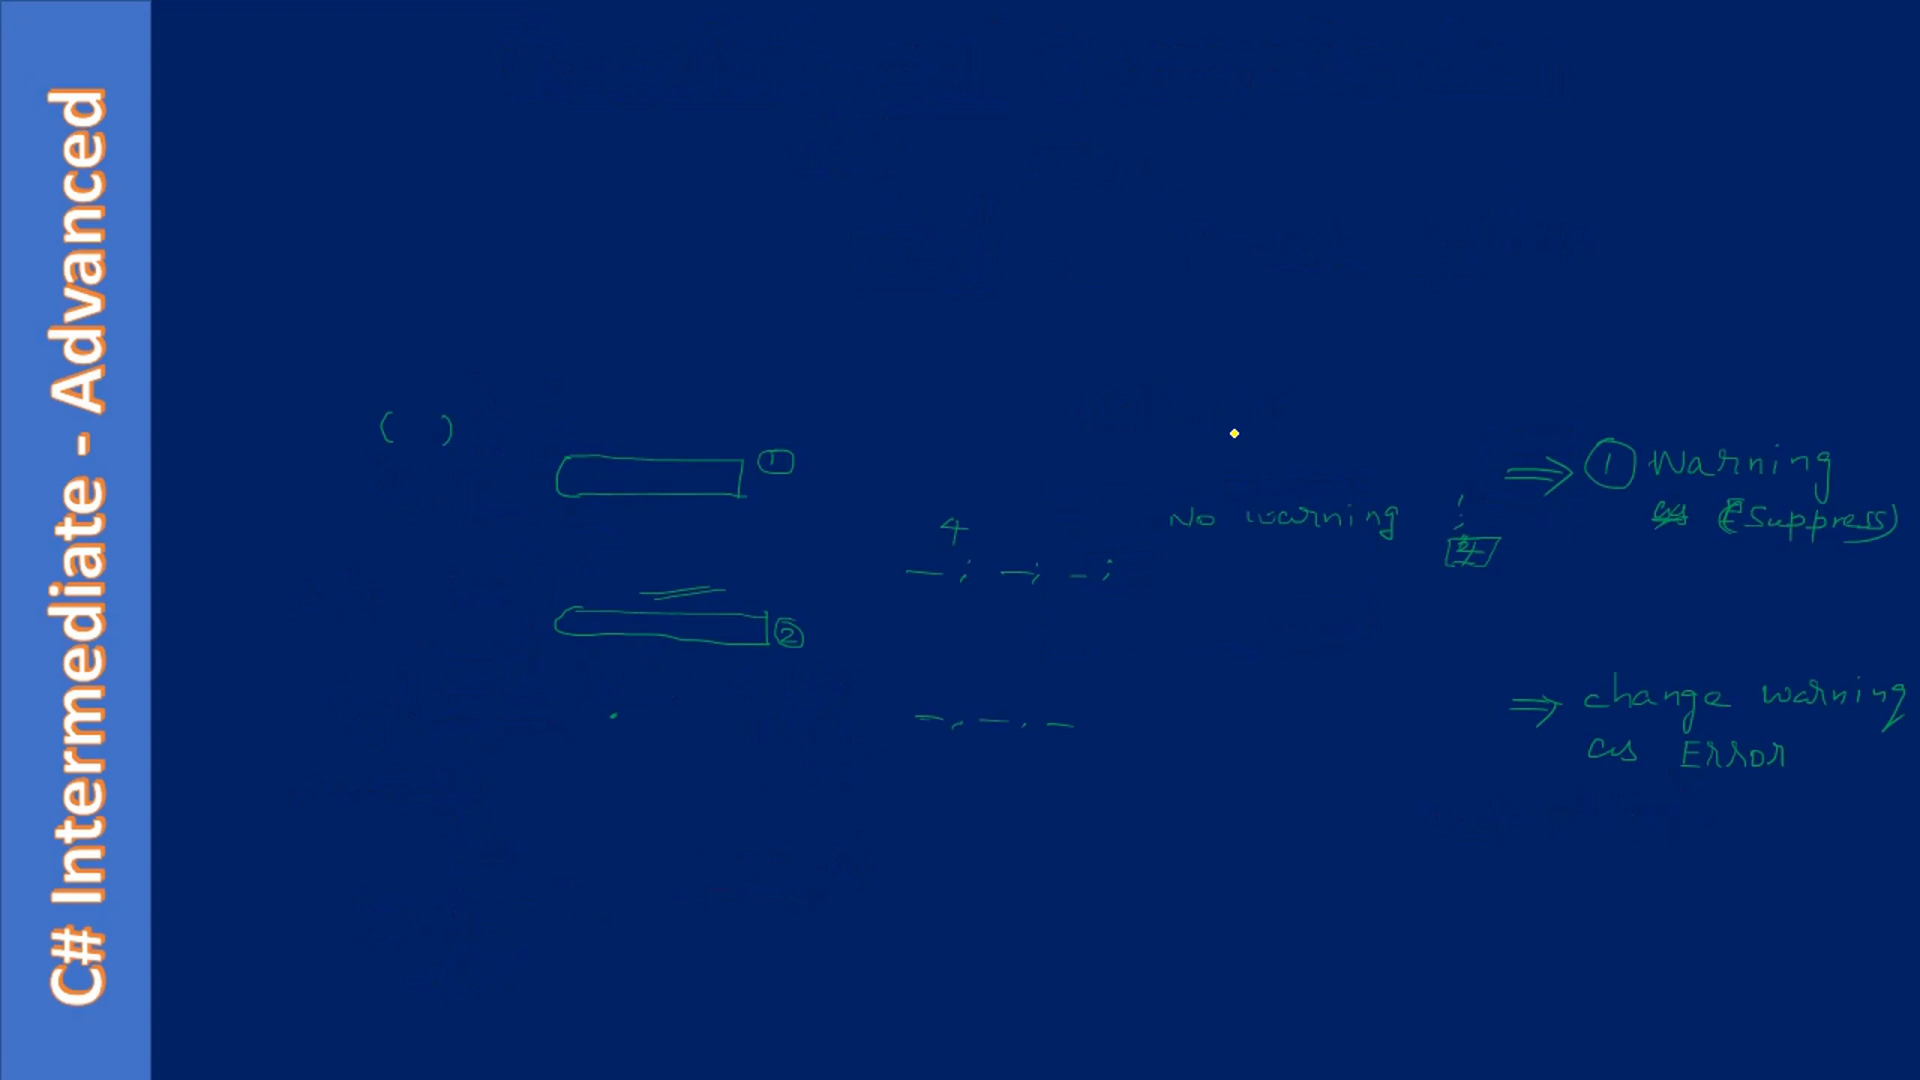 C# Intermediate - Advanced
( )
①
① Warning
4
No warning
(Suppress)
— ; — ; — ;
②
⇒ change warning
as Error